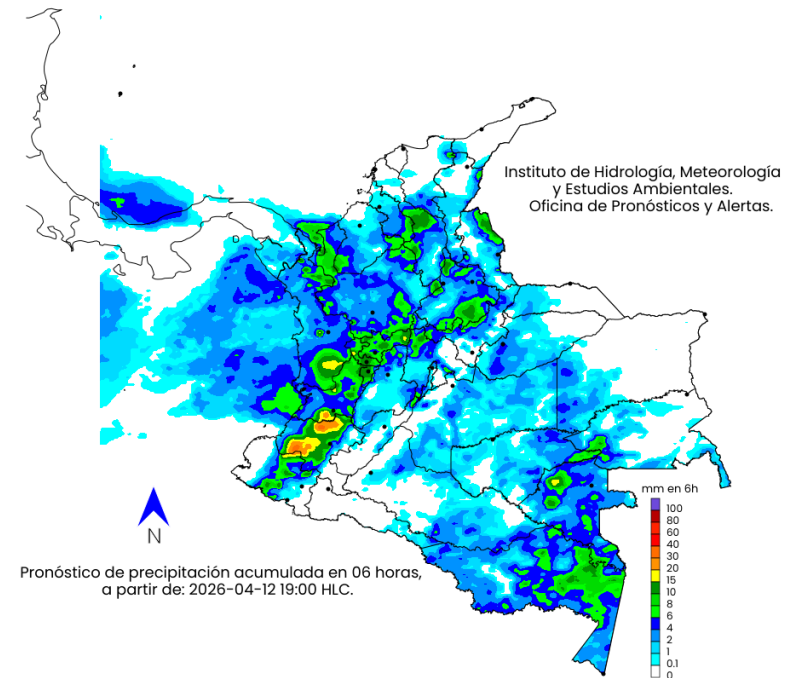 Instituto de Hidrología, Meteorología
y Estudios Ambientales.
Oficina de Pronósticos y Alertas.
mm en 6h
100
80
60
40
30
20
15
10
8
6
4
2
1
0.1
0
N
Pronóstico de precipitación acumulada en 06 horas,
a partir de: 2026-04-12 19:00 HLC.